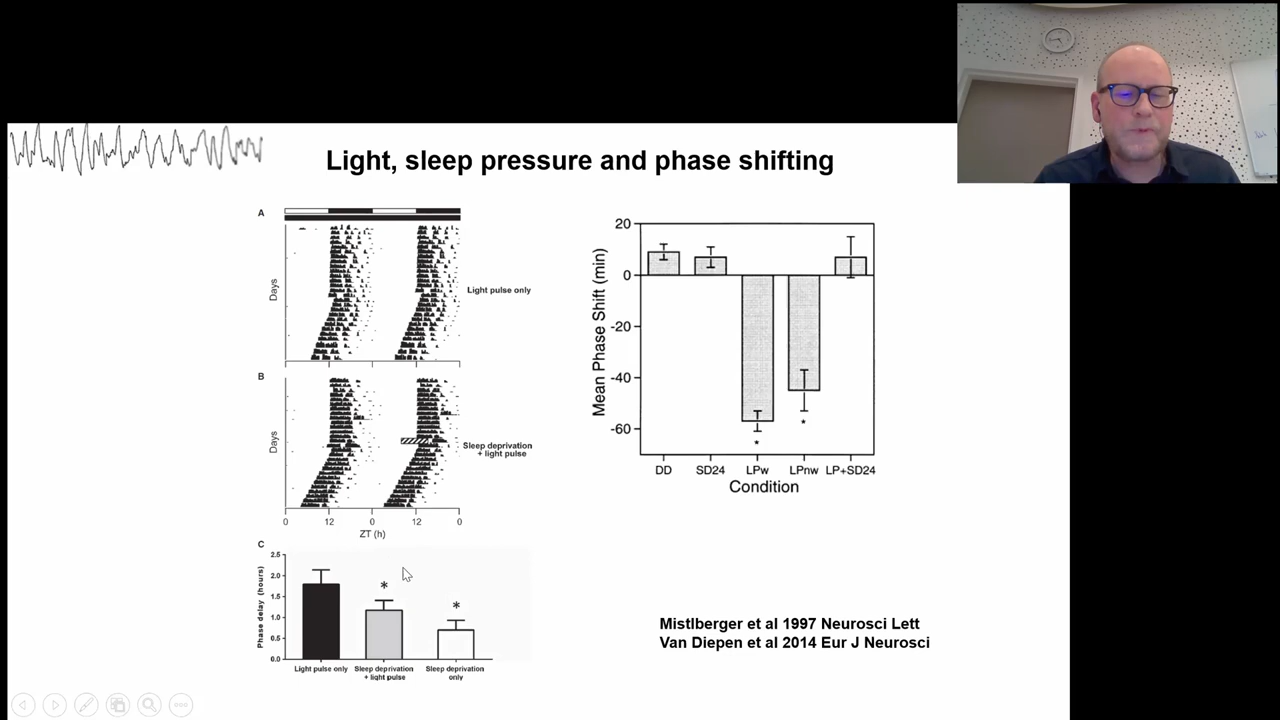 Light, sleep pressure and phase shifting
A
Days
Light pulse only
B
Days
Sleep deprivation
+ light pulse
0 12 0 12 0
ZT (h)
C
Phase delay (hours)
2.5
2.0
1.5
1.0
0.5
0.0
*
*
Light pulse only
Sleep deprivation
+ light pulse
Sleep deprivation
only
Mean Phase Shift (min)
20
0
-20
-40
-60
*
*
DD SD24 LPw LPnw LP+SD24
Condition
Mistlberger et al 1997 Neurosci Lett
Van Diepen et al 2014 Eur J Neurosci